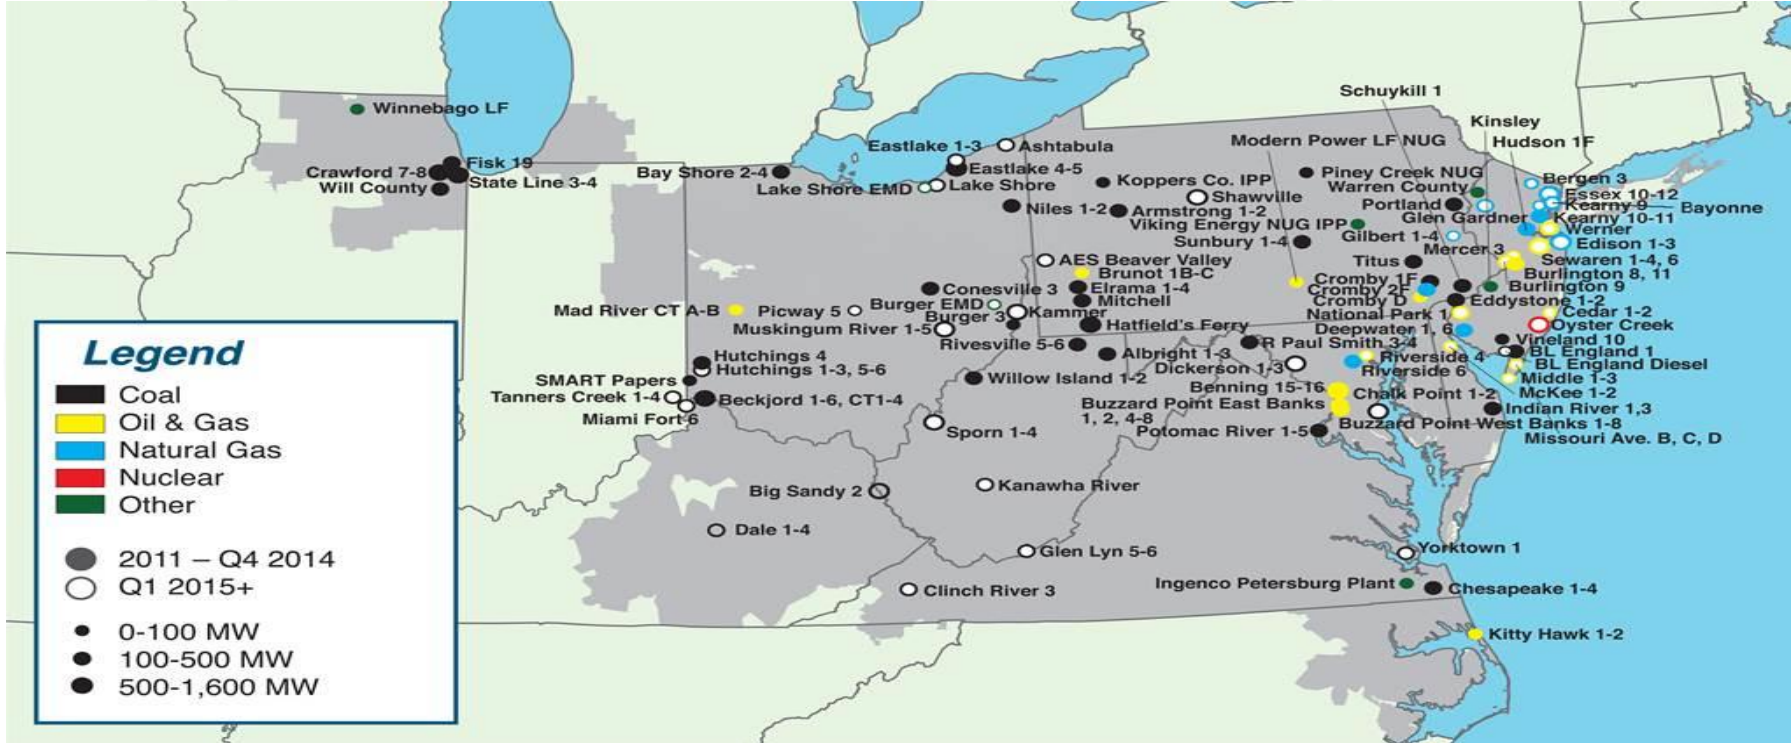 Schuykill 1
Kinsley
Modern Power LF NUG
Hudson 1F
Winnebago LF
Eastlake 1-3
Ashtabula
Fisk 19
Crawford 7-8
State Line 3-4
Will County
Bay Shore 2-4
Eastlake 4-5
Lake Shore EMD
Lake Shore
Koppers Co. IPP
Piney Creek NUG
Bergen 3
Warren County
Essex 10-12
Shawville
Portland
Kearny 9
Bayonne
Niles 1-2
Armstrong 1-2
Glen Gardner
Kearny 10-11
Viking Energy NUG IPP
Werner
Sunbury 1-4
Gilbert 1-4
Edison 1-3
Mercer 3
AES Beaver Valley
Titus
Sewaren 1-4, 6
Brunot 1B-C
Cromby 1F
Burlington 8, 11
Conesville 3
Elrama 1-4
Cromby 2F
Burlington 9
Burger EMD
Mitchell
Cromby D
Eddystone 1-2
Mad River CT A-B
Picway 5
Kammer
National Park 1
Cedar 1-2
Burger 3
Muskingum River 1-5
Hatfield's Ferry
Deepwater 1, 6
Oyster Creek
Rivesville 5-6
R Paul Smith 3-4
Vineland 10
Albright 1-3
Riverside 4
BL England 1
Hutchings 4
Dickerson 1-3
BL England Diesel
Hutchings 1-3, 5-6
Riverside 6
Middle 1-3
SMART Papers
Willow Island 1-2
Benning 15-16
McKee 1-2
Tanners Creek 1-4
Beckjord 1-6, CT1-4
Chalk Point 1-2
Buzzard Point East Banks
1, 2, 4-8
Indian River 1,3
Miami Fort 6
Buzzard Point West Banks 1-8
Sporn 1-4
Potomac River 1-5
Missouri Ave. B, C, D
Big Sandy 2
Kanawha River
Dale 1-4
Glen Lyn 5-6
Yorktown 1
Clinch River 3
Ingenco Petersburg Plant
Chesapeake 1-4
Kitty Hawk 1-2
Legend
Coal
Oil & Gas
Natural Gas
Nuclear
Other
2011 – Q4 2014
Q1 2015+
0-100 MW
100-500 MW
500-1,600 MW